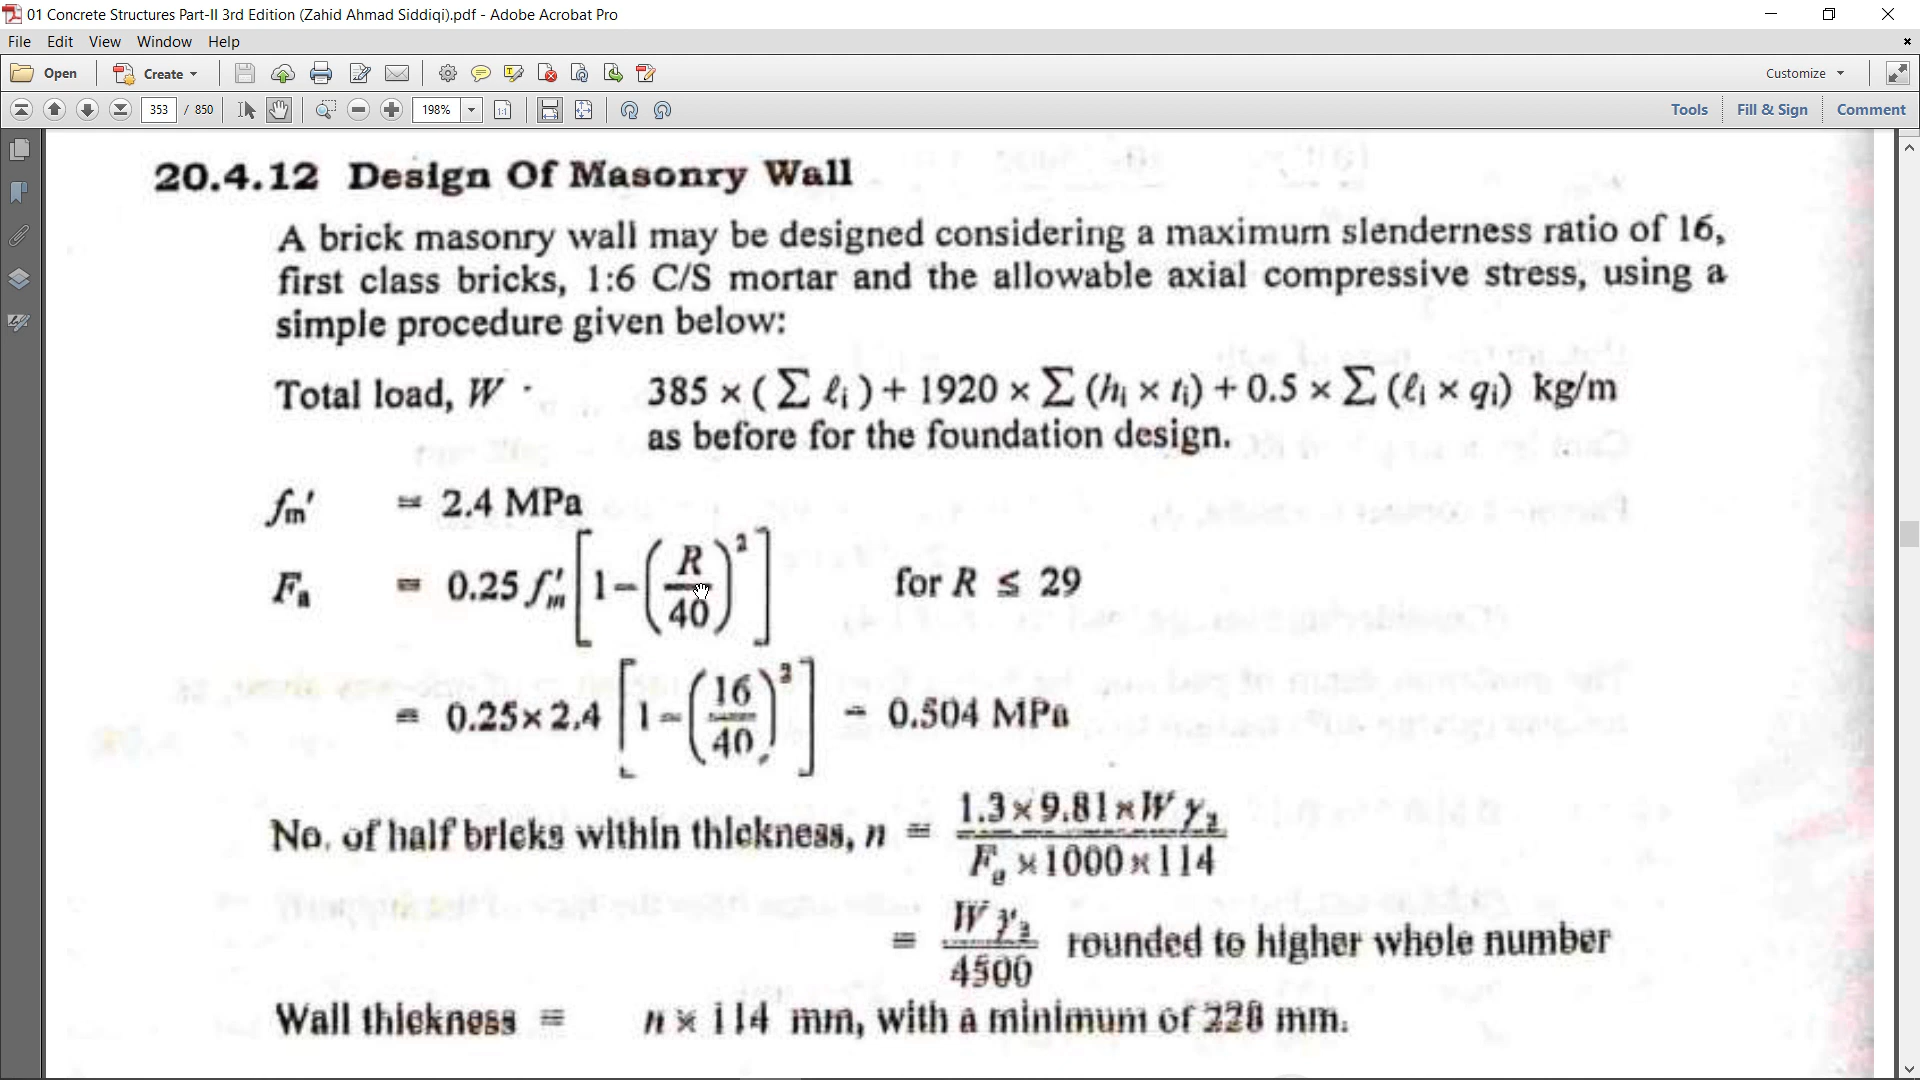 01 Concrete Structures Part-II 3rd Edition (Zahid Ahmad Siddiqi).pdf - Adobe Acrobat Pro
File Edit View Window Help
Open Create Customize
353 / 850 198% Tools Fill & Sign Comment
20.4.12 Design Of Masonry Wall
A brick masonry wall may be designed considering a maximum slenderness ratio of 16,
first class bricks, 1:6 C/S mortar and the allowable axial compressive stress, using a
simple procedure given below:
Total load, W 385 × ( ∑ ℓi ) + 1920 × ∑ (hi × ti) + 0.5 × ∑ (ℓi × qi) kg/m
as before for the foundation design.
fm' = 2.4 MPa
Fa = 0.25 f'm [1 − (R/40)²] for R ≤ 29
= 0.25×2.4 [1 − (16/40)²] = 0.504 MPa
No. of half bricks within thickness, n = 1.3×9.81×W γ2 / Fa ×1000×114
= W γ2 / 4500 rounded to higher whole number
Wall thickness = n × 114 mm, with a minimum of 228 mm.